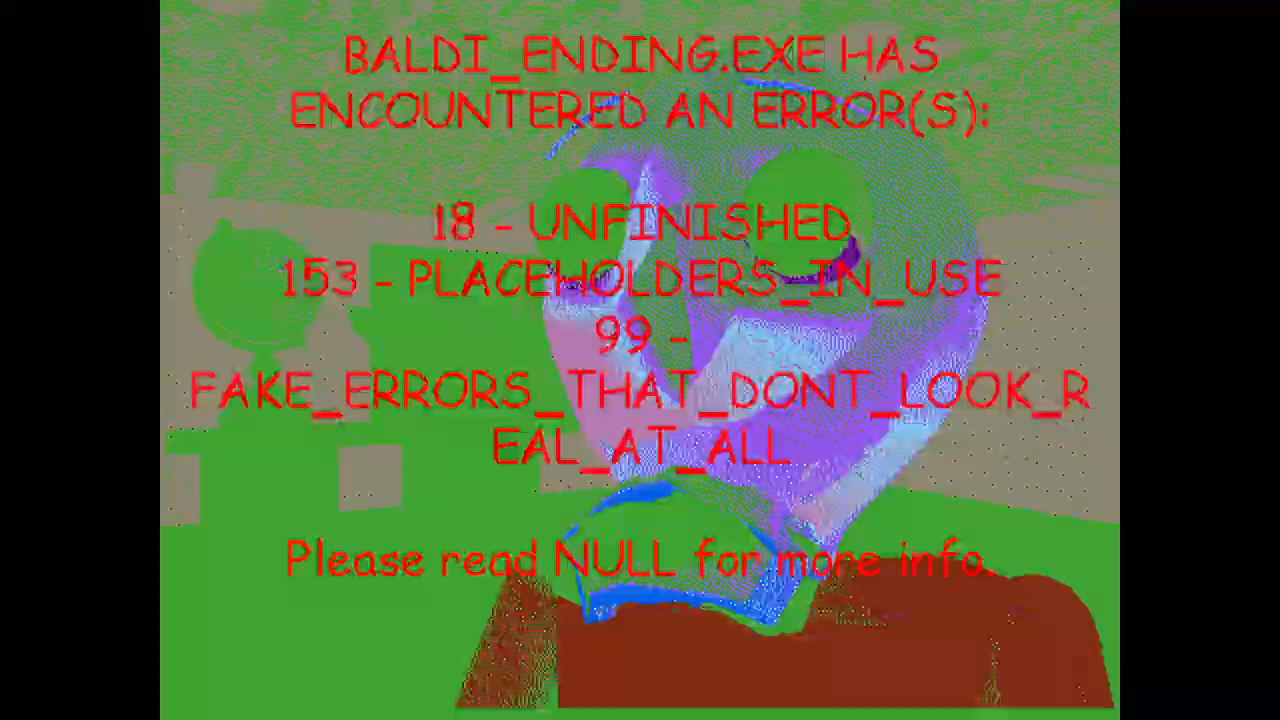 BALDI_ENDING.EXE HAS
ENCOUNTERED AN ERROR(S):
18 - UNFINISHED
153 - PLACEHOLDERS_IN_USE
99 -
FAKE_ERRORS_THAT_DONT_LOOK_R
EAL_AT_ALL
Please read NULL for more info.